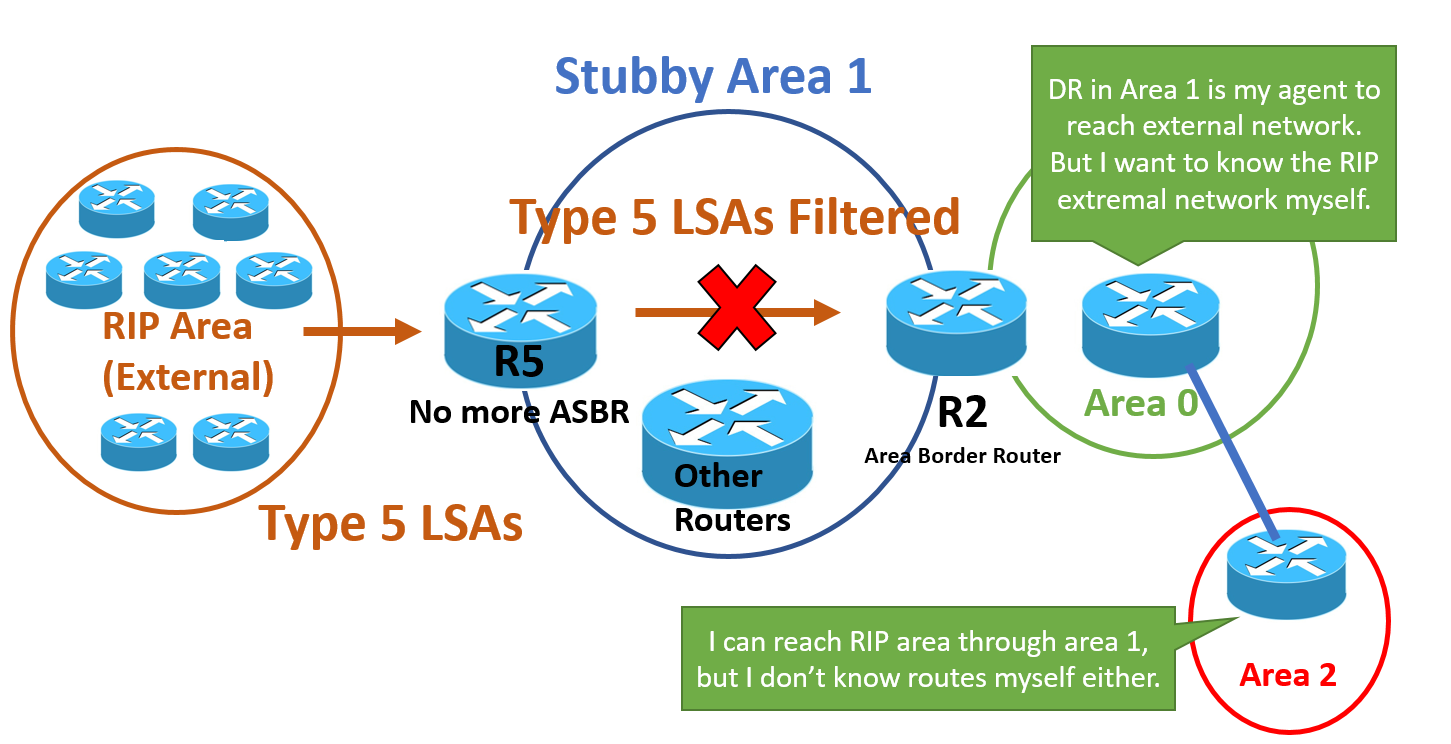 Stubby Area 1
DR in Area 1 is my agent to
reach external network.
But I want to know the RIP
extremal network myself.
Type 5 LSAs Filtered
RIP Area
(External)
R5
No more ASBR
R2
Area Border Router
Area 0
Other
Routers
Type 5 LSAs
I can reach RIP area through area 1,
but I don’t know routes myself either.
Area 2